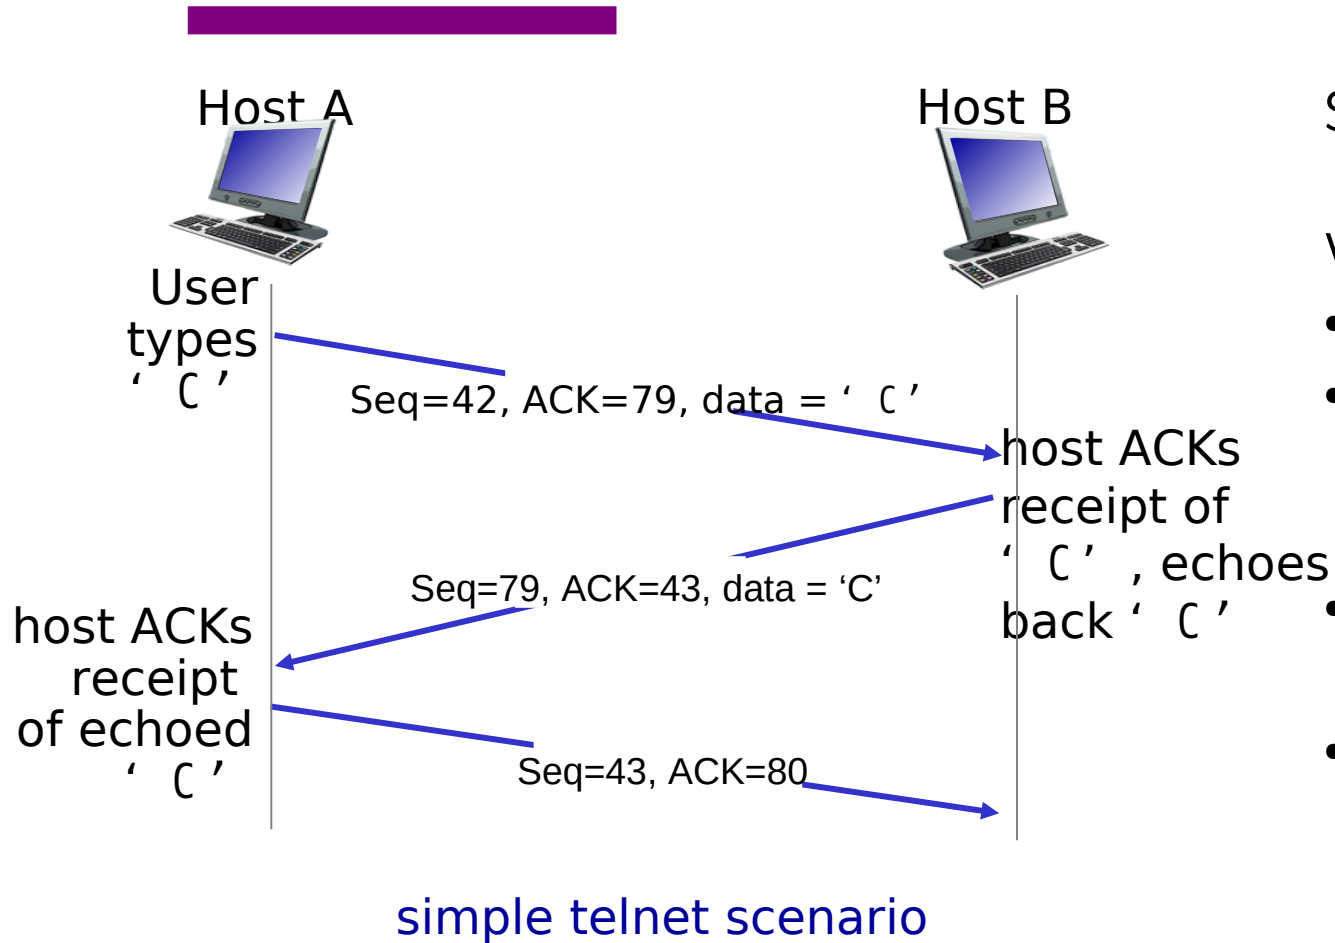 Host A
Host B
User
types
‘ C’
Seq=42, ACK=79, data = ‘ C’
host ACKs
receipt of
‘ C’ , echoes
back ‘ C’
Seq=79, ACK=43, data = ‘C’
host ACKs
receipt
of echoed
‘ C’
Seq=43, ACK=80
simple telnet scenario